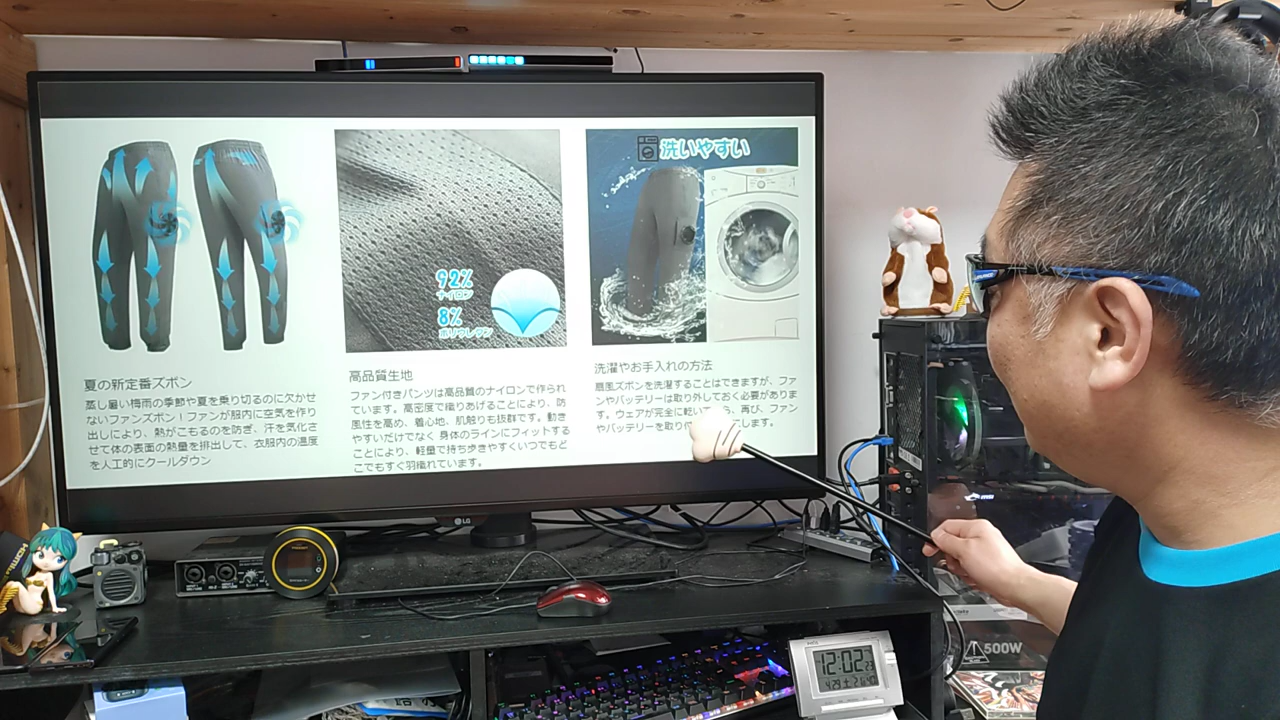 洗いやすい
92%
ナイロン
8%
ポリウレタン
夏の新定番ズボン
蒸し暑い梅雨の季節や夏を乗り切るのに欠かせ
ないファンズボン！ファンが服内に空気を作り
出しにより、熱がこもるのを防ぎ、汗を気化さ
せて体の表面の熱量を排出して、衣服内の温度
を人工的にクールダウン
高品質生地
ファン付きパンツは高品質のナイロンで作られ
ています。高密度で織りあげることにより、防
風性を高め、着心地、肌触りも抜群です。動き
やすいだけでなく 身体のラインにフィットする
ことにより、軽量で持ち歩きやすくいつでもど
こでもすぐ羽織れています。
洗濯やお手入れの方法
扇風ズボンを洗濯することはできますが、ファ
ンやバッテリーは取り外しておく必要がありま
す。ウェアが完全に乾い 、再び、ファン
やバッテリーを取り します。
LG
msi
500W
12:02